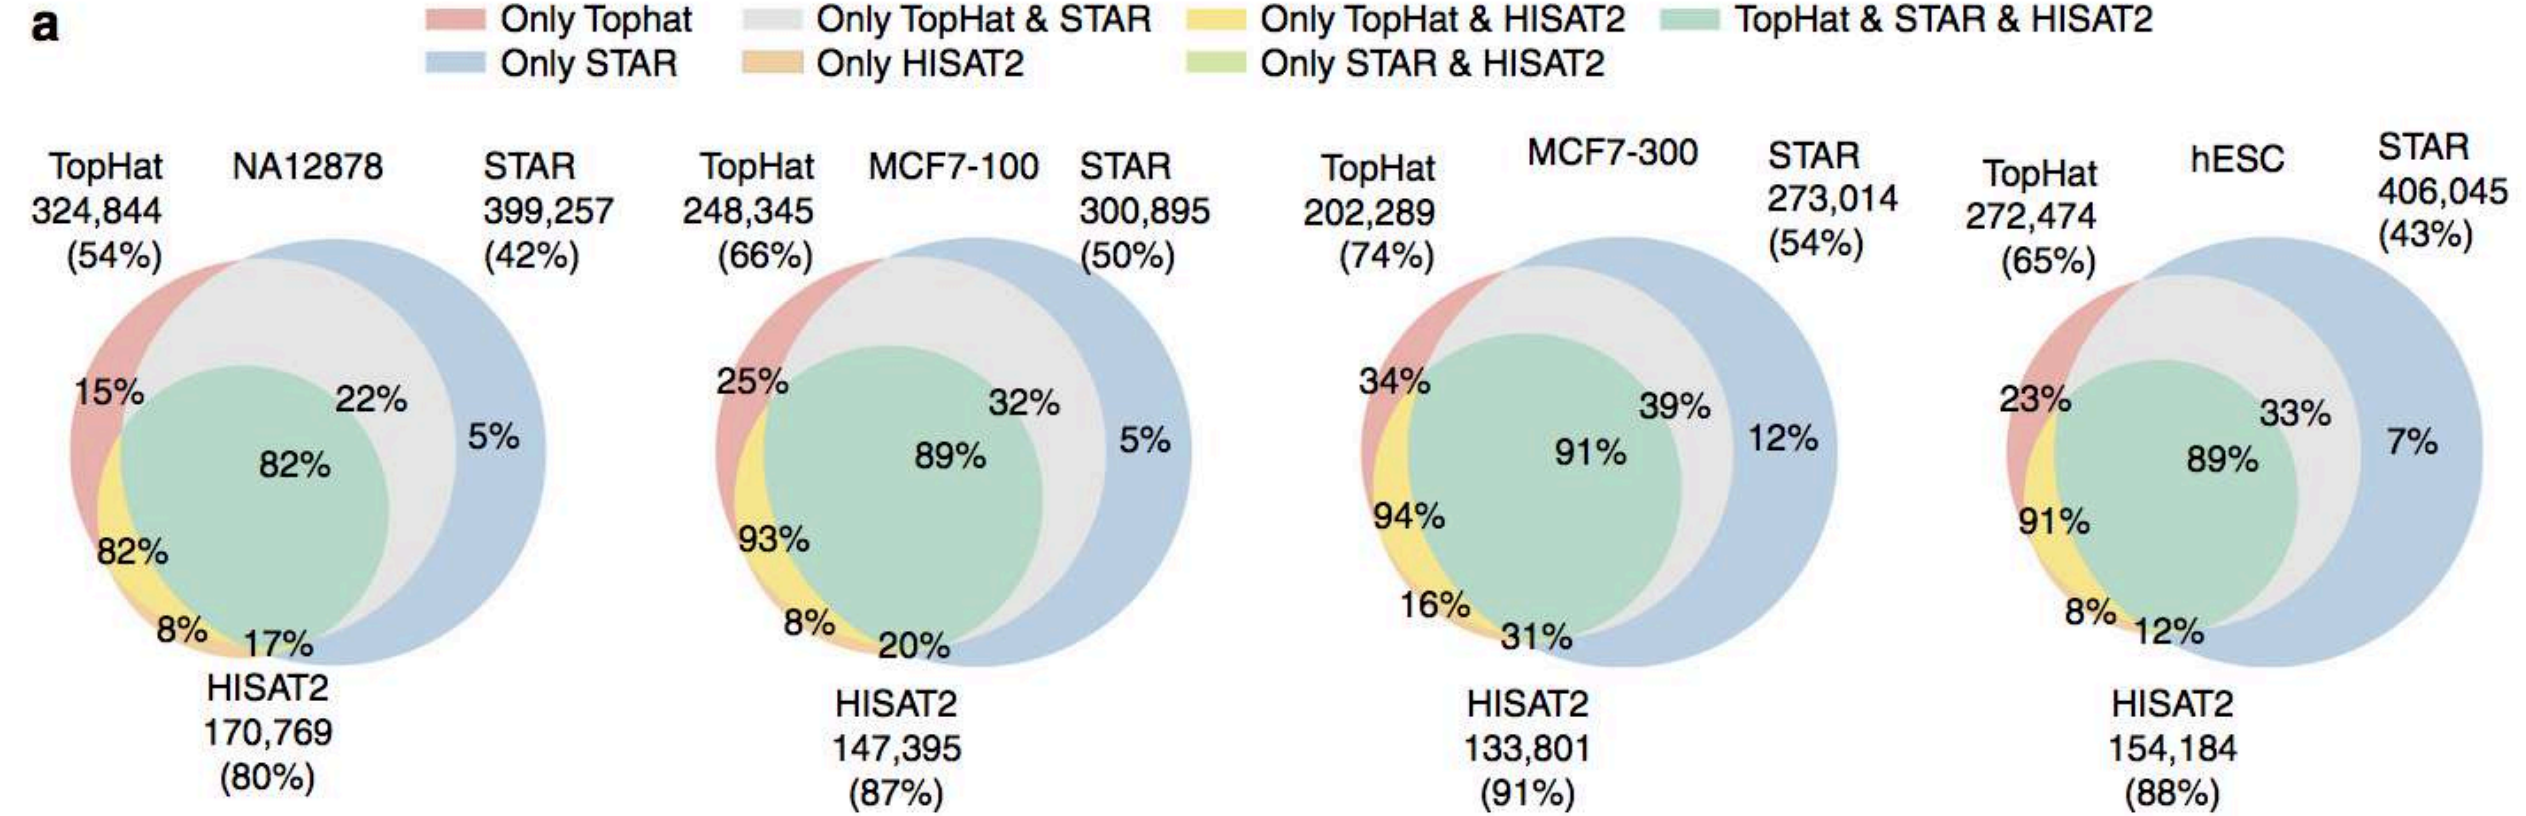 a
Only Tophat
Only TopHat & STAR
Only TopHat & HISAT2
TopHat & STAR & HISAT2
Only STAR
Only HISAT2
Only STAR & HISAT2
TopHat
324,844
(54%)
NA12878
STAR
399,257
(42%)
15%
22%
5%
82%
82%
8%
17%
HISAT2
170,769
(80%)
TopHat
248,345
(66%)
MCF7-100
STAR
300,895
(50%)
25%
32%
5%
89%
93%
8%
20%
HISAT2
147,395
(87%)
TopHat
202,289
(74%)
MCF7-300
STAR
273,014
(54%)
34%
39%
12%
91%
94%
16%
31%
HISAT2
133,801
(91%)
TopHat
272,474
(65%)
hESC
STAR
406,045
(43%)
23%
33%
7%
89%
91%
8%
12%
HISAT2
154,184
(88%)